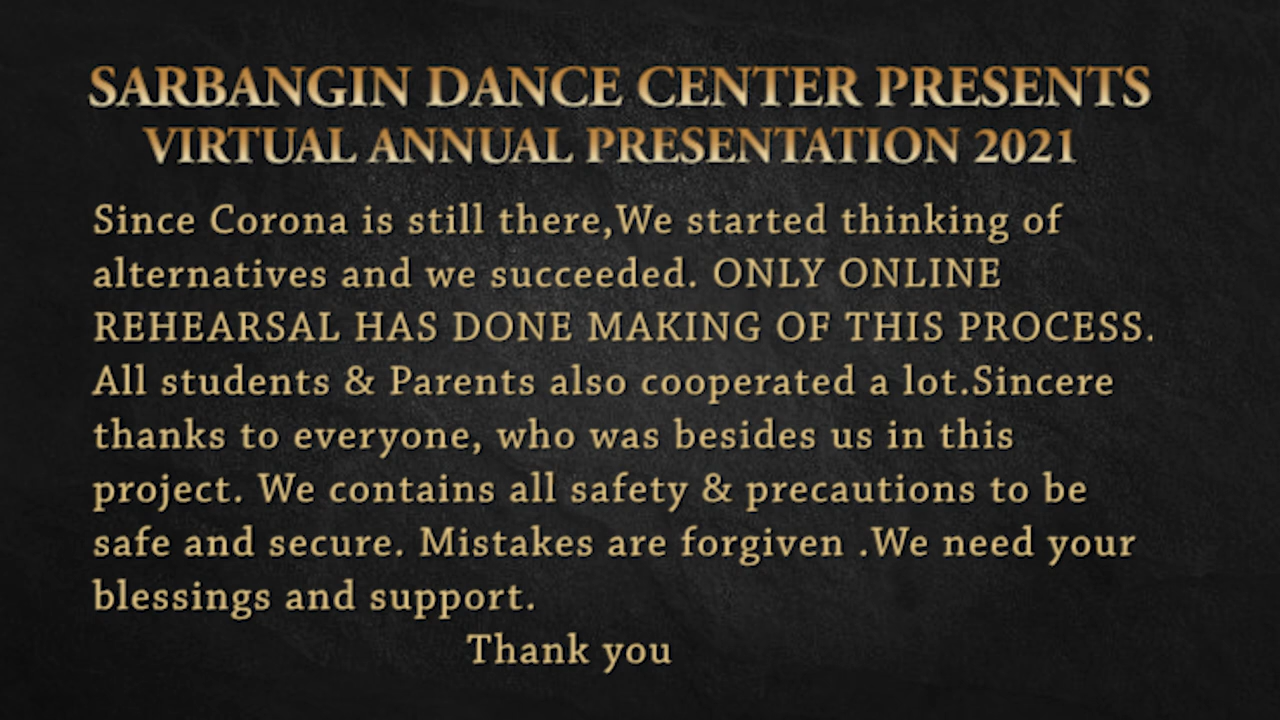 SARBANGIN DANCE CENTER PRESENTS
VIRTUAL ANNUAL PRESENTATION 2021
Since Corona is still there,We started thinking of
alternatives and we succeeded. ONLY ONLINE
REHEARSAL HAS DONE MAKING OF THIS PROCESS.
All students & Parents also cooperated a lot.Sincere
thanks to everyone, who was besides us in this
project. We contains all safety & precautions to be
safe and secure. Mistakes are forgiven .We need your
blessings and support.
Thank you